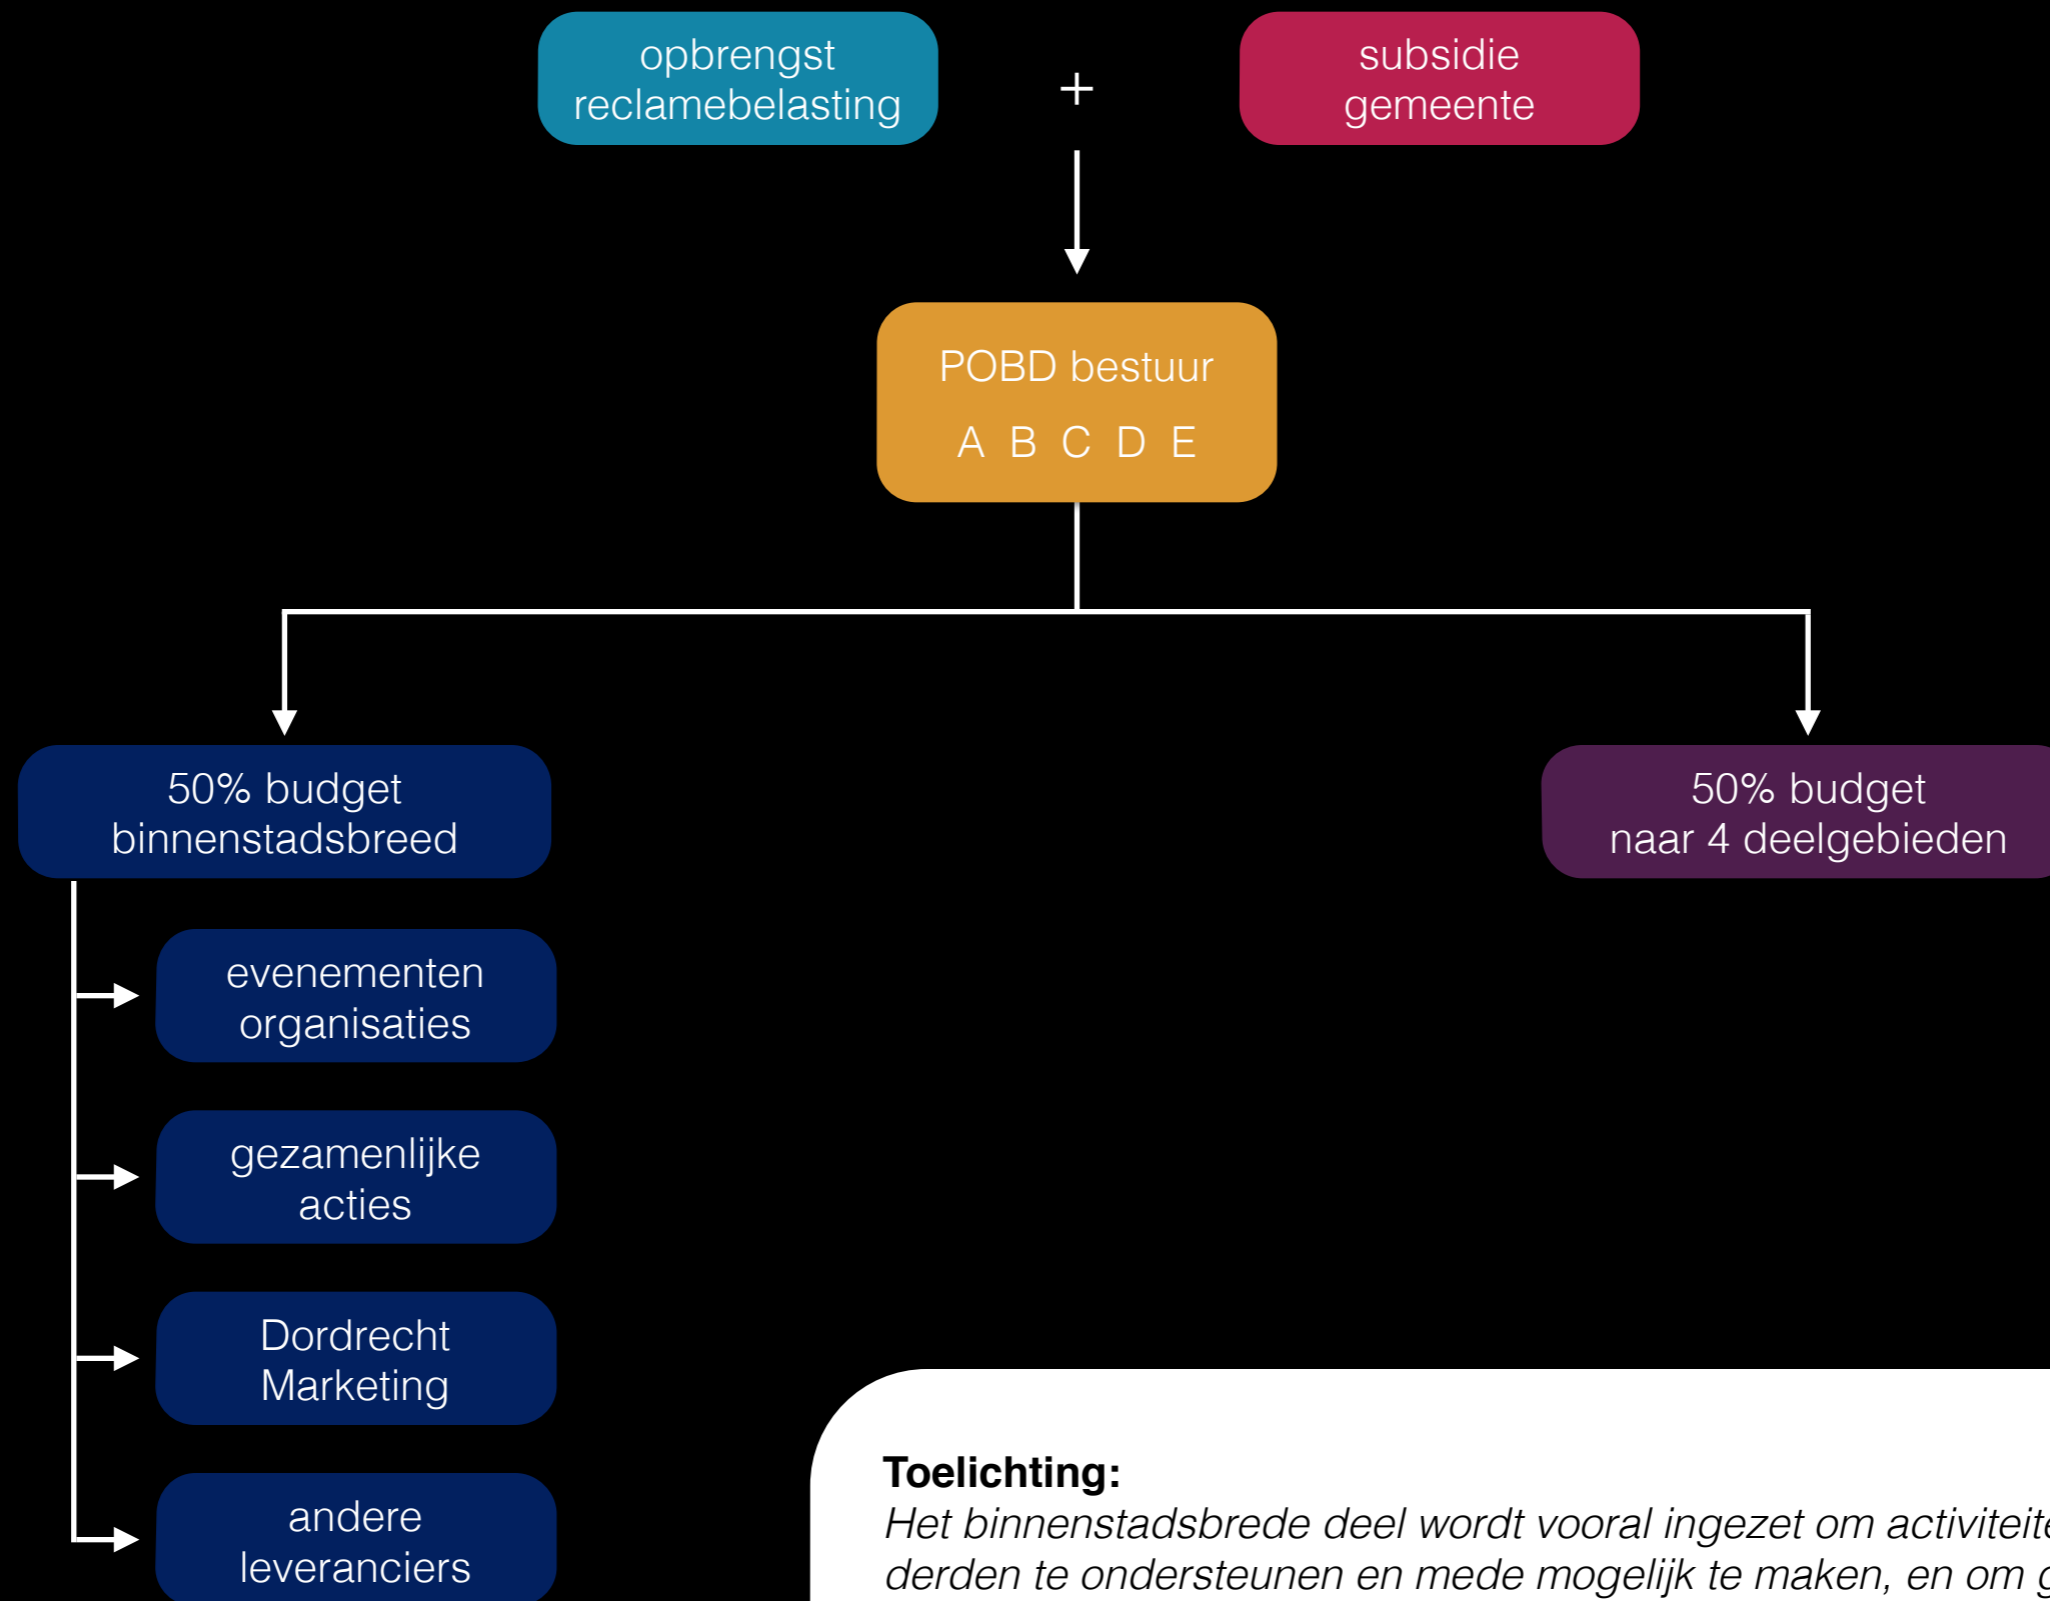 opbrengst
reclamebelasting
+
subsidie
gemeente
POBD bestuur
A B C D E
50% budget
binnenstadsbreed
50% budget
naar 4 deelgebieden
evenementen
organisaties
gezamenlijke
acties
Dordrecht
Marketing
andere
leveranciers
Toelichting:
Het binnenstadsbrede deel wordt vooral ingezet om
derden te ondersteunen en mede mogelijk te maken, en om